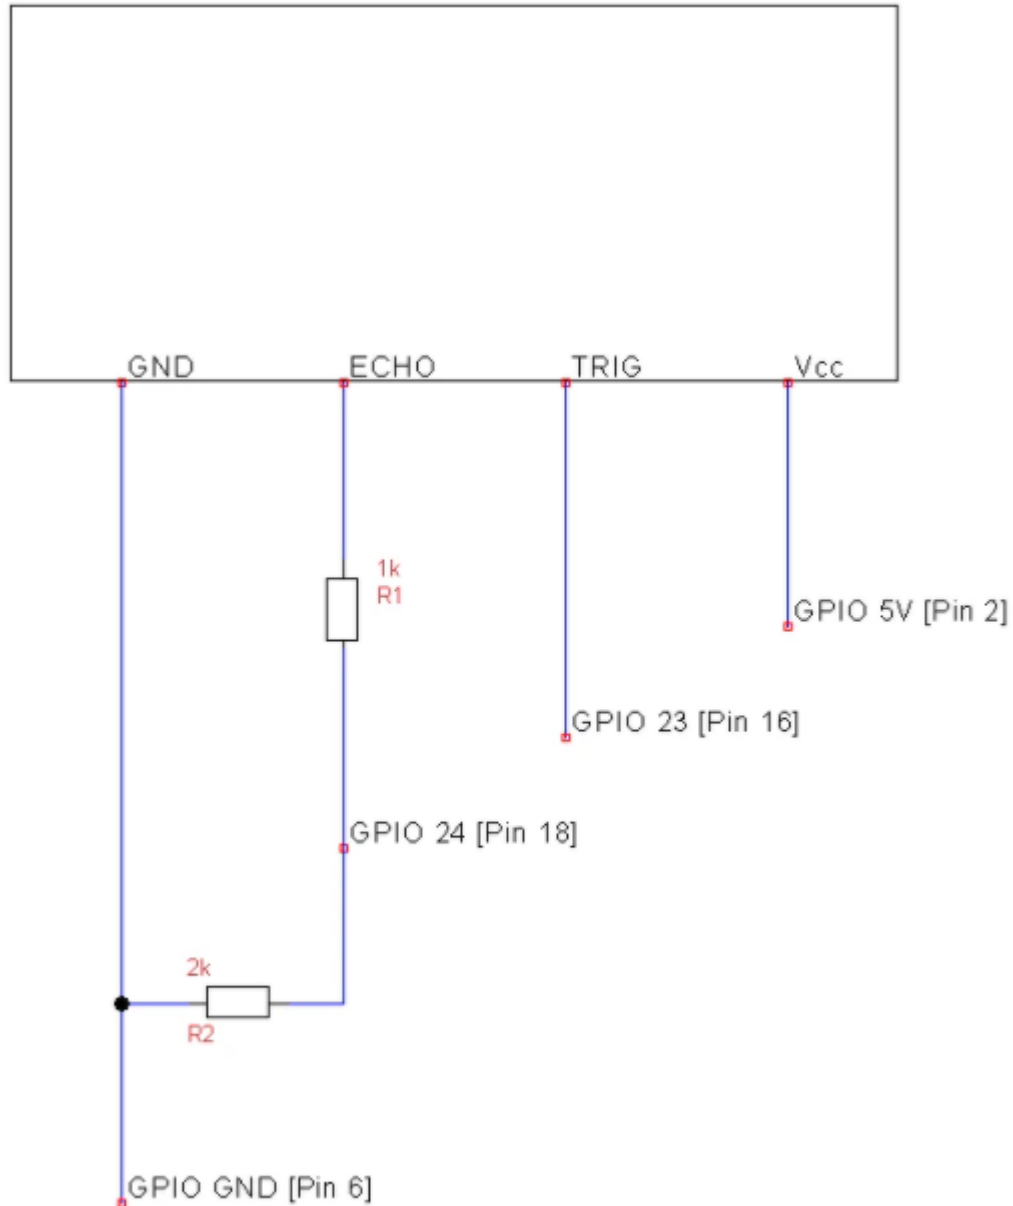 GND
ECHO
TRIG
Vcc
1k
R1
GPIO 5V [Pin 2]
GPIO 23 [Pin 16]
GPIO 24 [Pin 18]
2k
R2
GPIO GND [Pin 6]